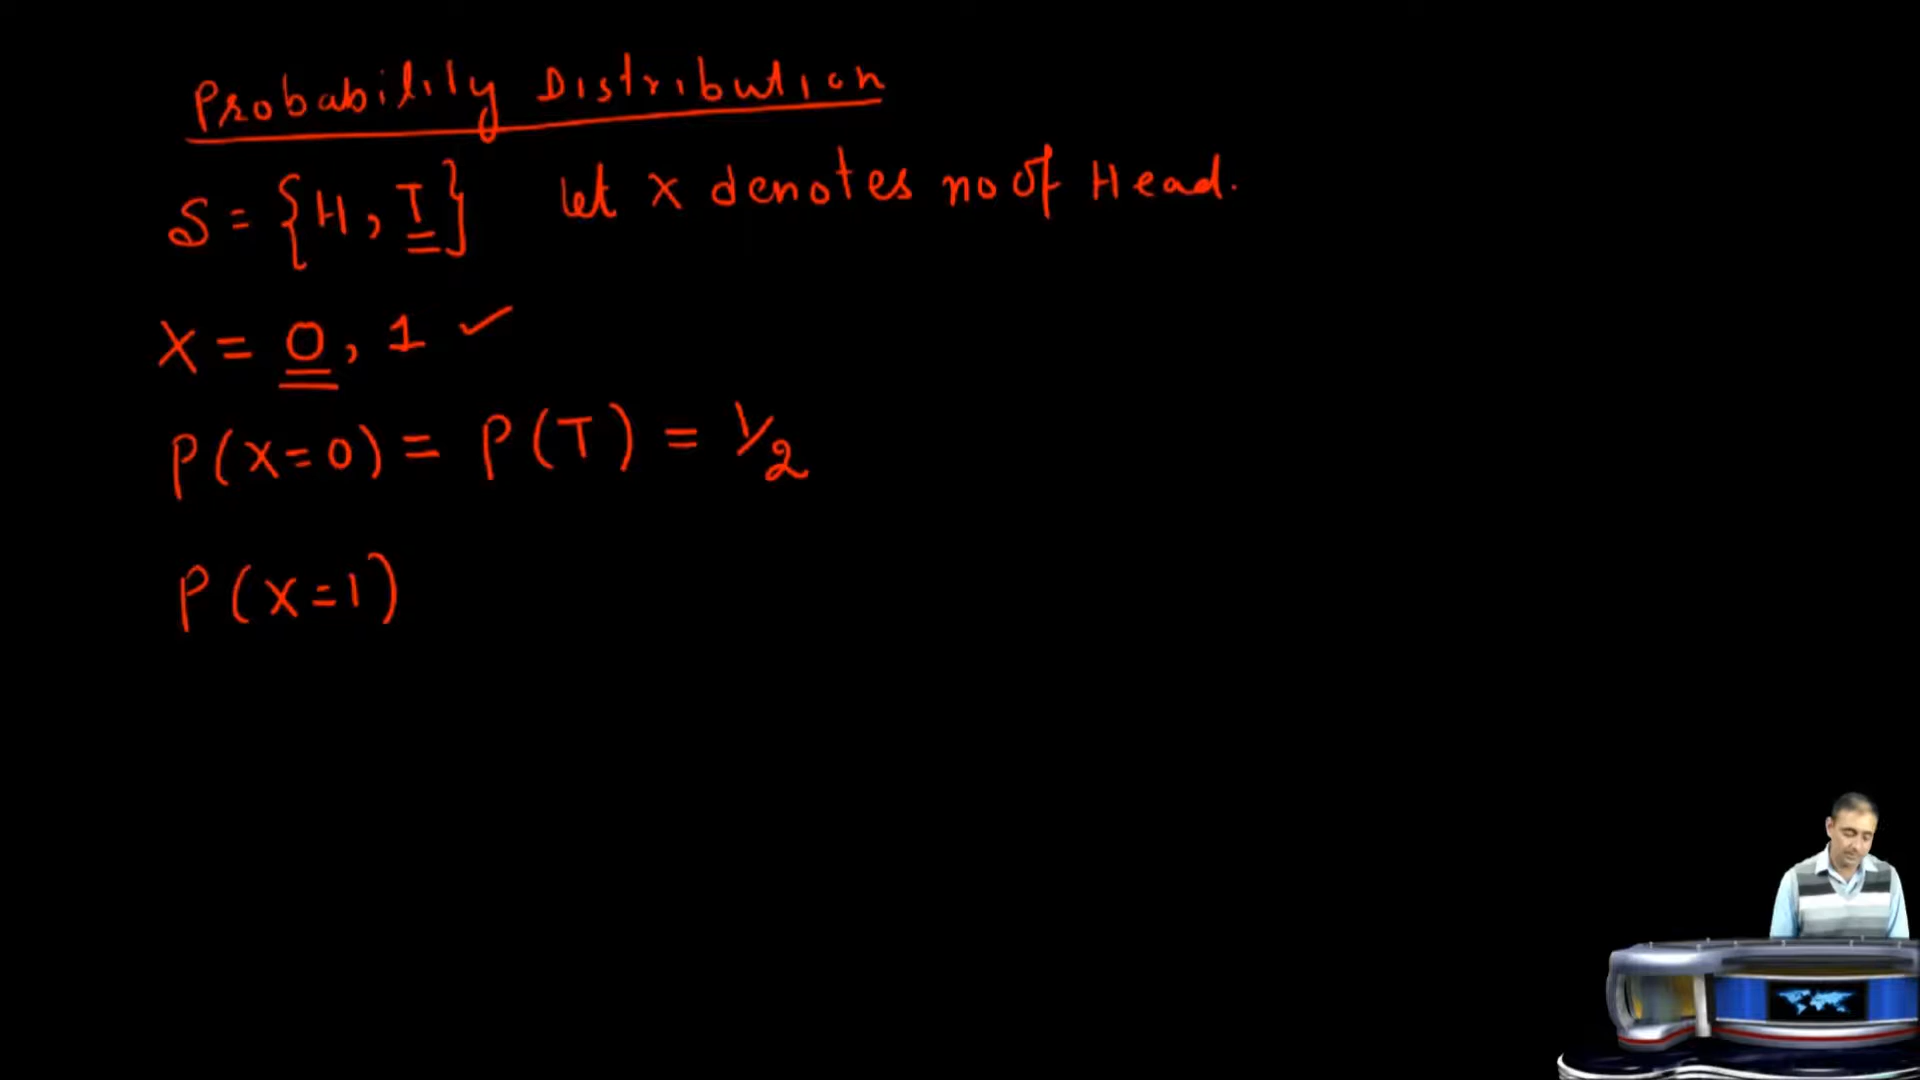 Probability Distribution
S = {H, T} let X denotes no of Head.
X = 0, 1 ✓
P(X=0) = P(T) = 1/2
P(X=1)